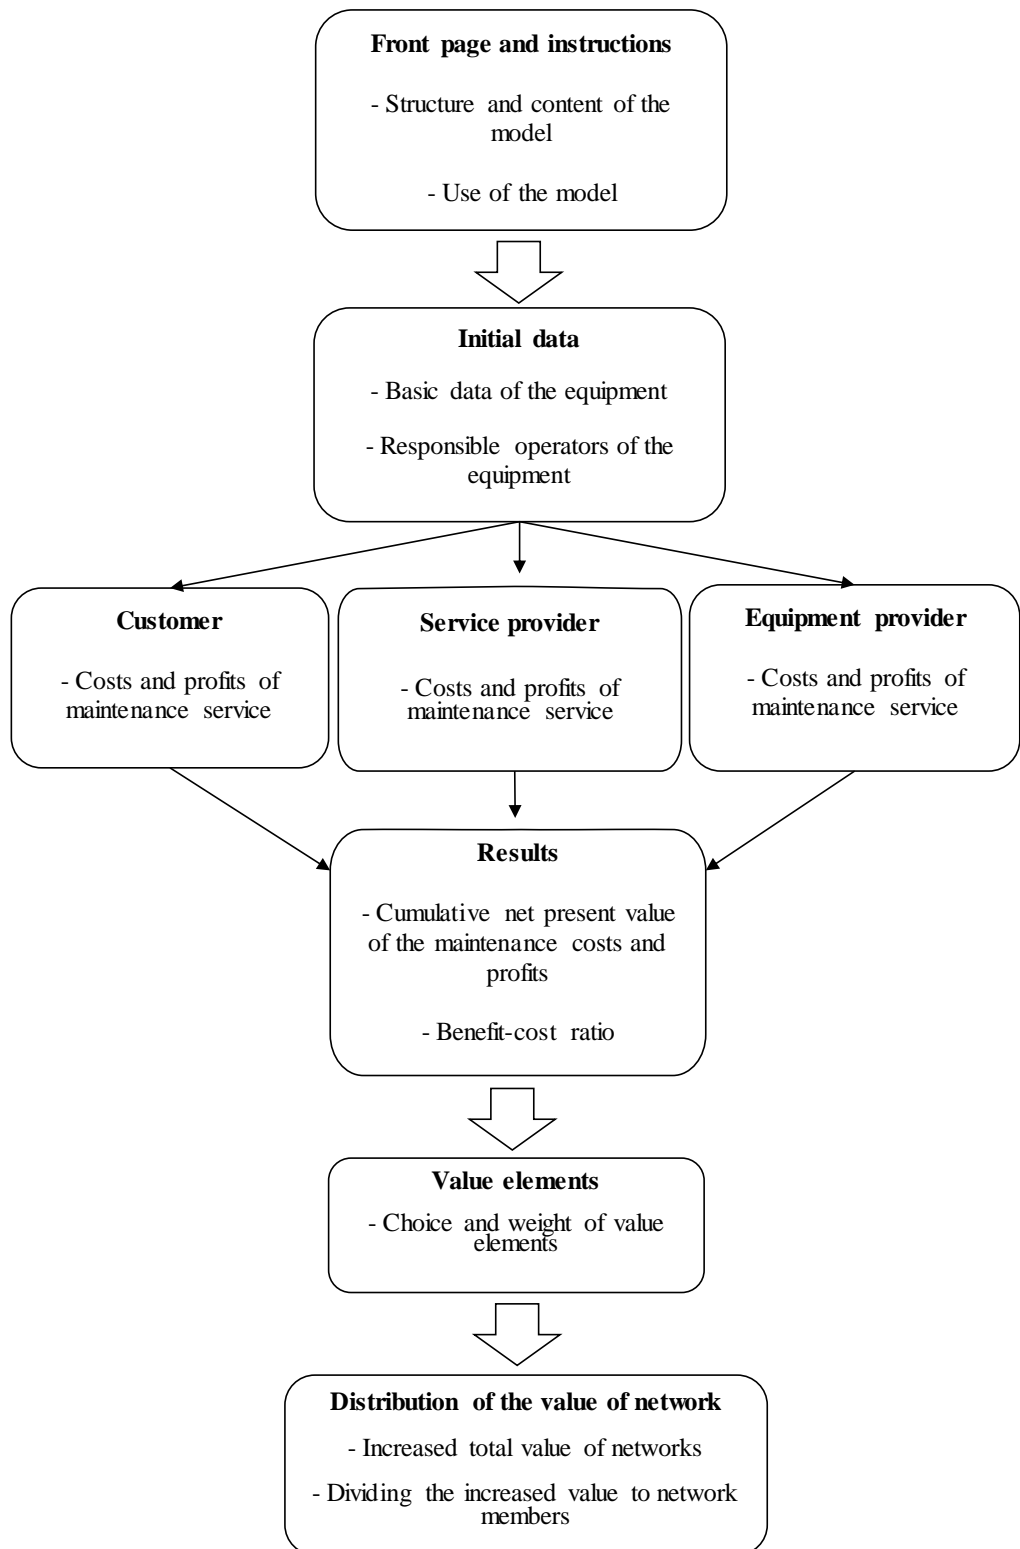 Front page and instructions
- Structure and content of the
model
- Use of the model
Initial data
- Basic data of the equipment
- Responsible operators of the
equipment
Customer
- Costs and profits of
maintenance service
Service provider
- Costs and profits of
maintenance service
Equipment provider
- Costs and profits of
maintenance service
Results
- Cumulative net present value
of the maintenance costs and
profits
- Benefit-cost ratio
Value elements
- Choice and weight of value
elements
Distribution of the value of network
- Increased total value of networks
- Dividing the increased value to network
members